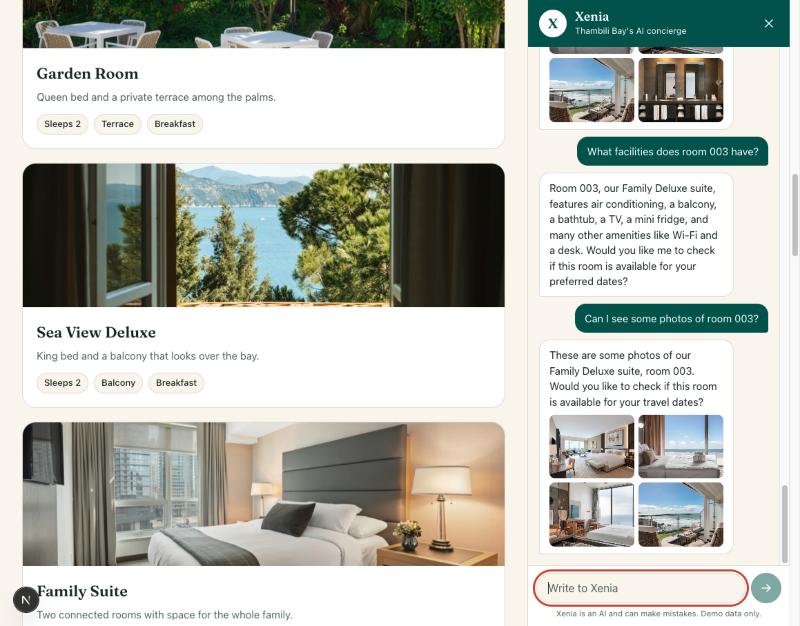 Garden Room
Queen bed and a private terrace among the palms.
Sleeps 2
Terrace
Breakfast
Sea View Deluxe
King bed and a balcony that looks over the bay.
Sleeps 2
Balcony
Breakfast
Family Suite
Two connected rooms with space for the whole family.
N
X
Xenia
Thambili Bay's AI concierge
What facilities does room 003 have?
Room 003, our Family Deluxe suite,
features air conditioning, a balcony,
a bathtub, a TV, a mini fridge, and
many other amenities like Wi-Fi and
a desk. Would you like me to check
if this room is available for your
preferred dates?
Can I see some photos of room 003?
These are some photos of our
Family Deluxe suite, room 003.
Would you like to check if this room
is available for your travel dates?
Write to Xenia
Xenia is an AI and can make mistakes. Demo data only.